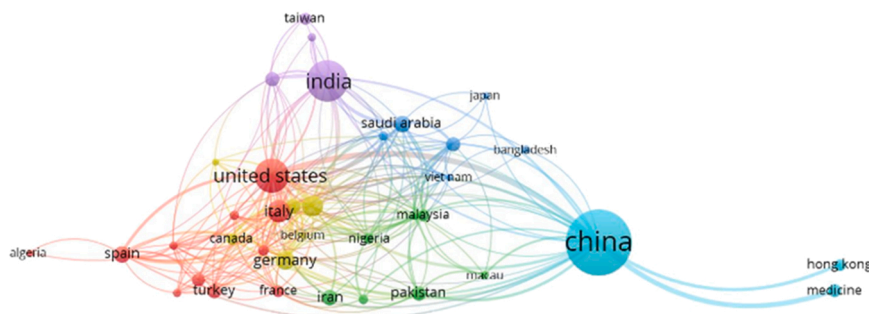 taiwan
india
japan
saudi arabia
bangladesh
united states
viet nam
italy
malaysia
canada
belgium
nigeria
china
algeria
spain
germany
hong kong
macau
turkey
france
iran
pakistan
medicine